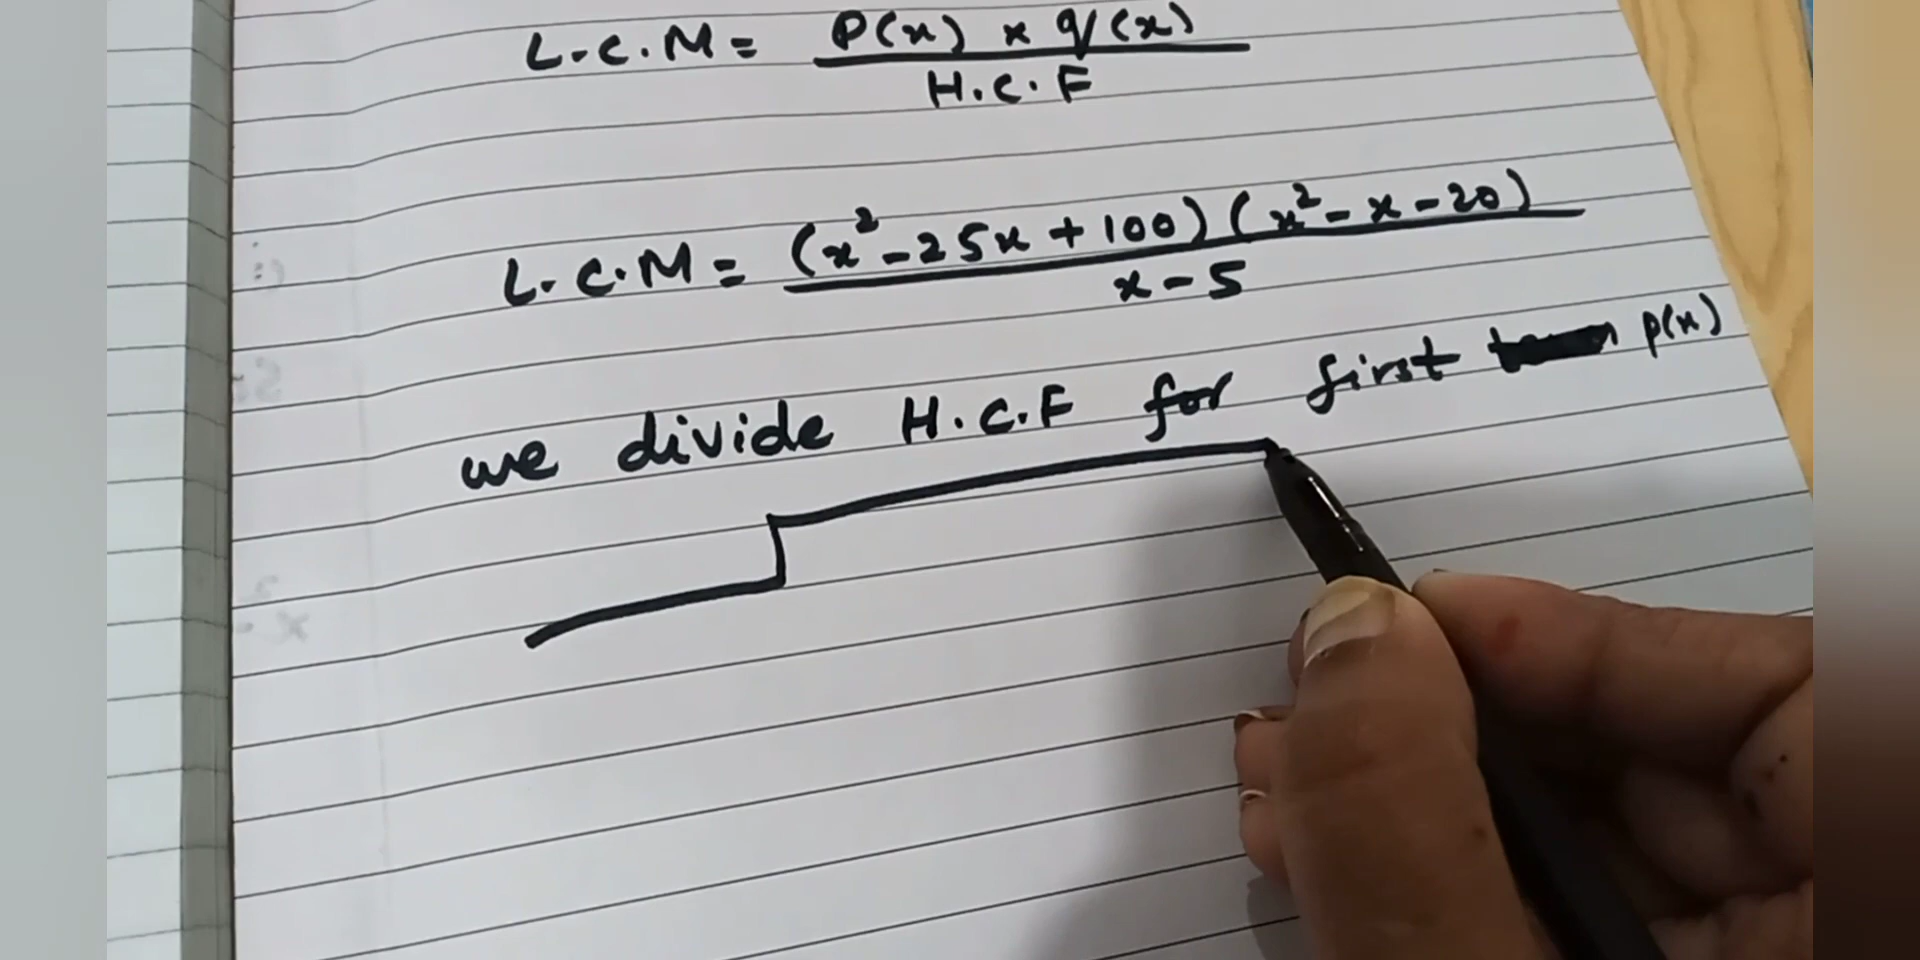 L.C.M = P(x) × q(x)
H.C.F
L.C.M = (x² - 25x + 100) (x² - x - 20)
x - 5
we divide H.C.F for first p(x)